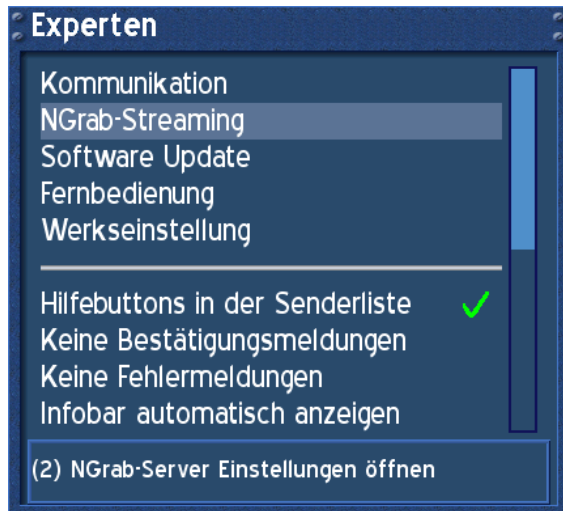 Experten
Kommunikation
NGrab-Streaming
Software Update
Fernbedienung
Werkseinstellung
Hilfebuttons in der Senderliste
Keine Bestätigungsmeldungen
Keine Fehlermeldungen
Infobar automatisch anzeigen
(2) NGrab-Server Einstellungen öffnen